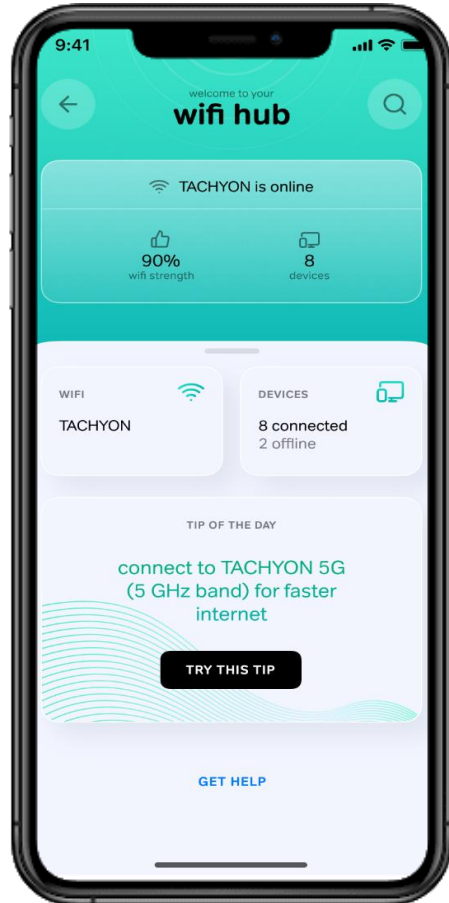 9:41
welcome to your
wifi hub
TACHYON is online
90%
wifi strength
8
devices
WIFI
TACHYON
DEVICES
8 connected
2 offline
TIP OF THE DAY
connect to TACHYON 5G
(5 GHz band) for faster
internet
TRY THIS TIP
GET HELP